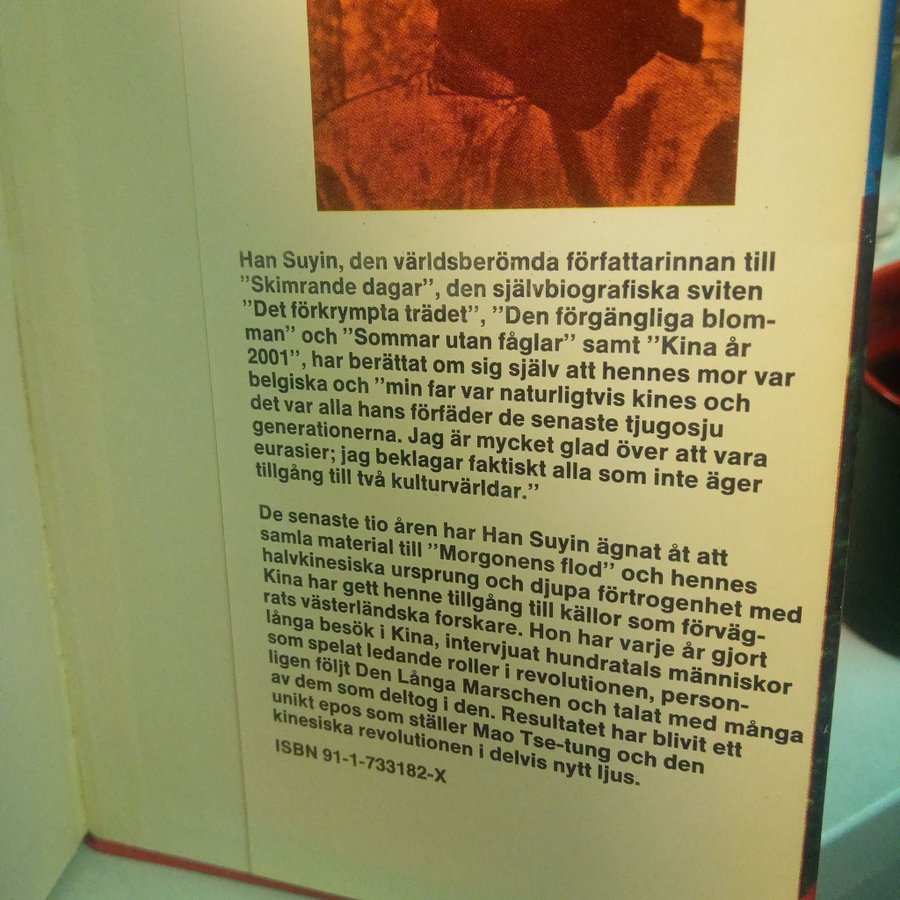 Han Suyin, den världsberömda författarinnan till
”Skimrande dagar”, den självbiografiska sviten
”Det förkrympta trädet”, ”Den förgängliga blom-
man” och ”Sommar utan fåglar” samt ”Kina år
2001”, har berättat om sig själv att hennes mor var
belgiska och ”min far var naturligtvis kines och
det var alla hans förfäder de senaste tjugosju
generationerna. Jag är mycket glad över att vara
eurasier; jag beklagar faktiskt alla som inte äger
tillgång till två kulturvärldar.”
De senaste tio åren har Han Suyin ägnat åt att
samla material till ”Morgonens flod” och hennes
halvkinesiska ursprung och djupa förtrogenhet med
Kina har gett henne tillgång till källor som förväg-
rats västerländska forskare. Hon har varje år gjort
långa besök i Kina, intervjuat hundratals människor
som spelat ledande roller i revolutionen, person-
ligen följt Den Långa Marschen och talat med många
av dem som deltog i den. Resultatet har blivit ett
unikt epos som ställer Mao Tse-tung och den
kinesiska revolutionen i delvis nytt ljus.
ISBN 91-1-733182-X